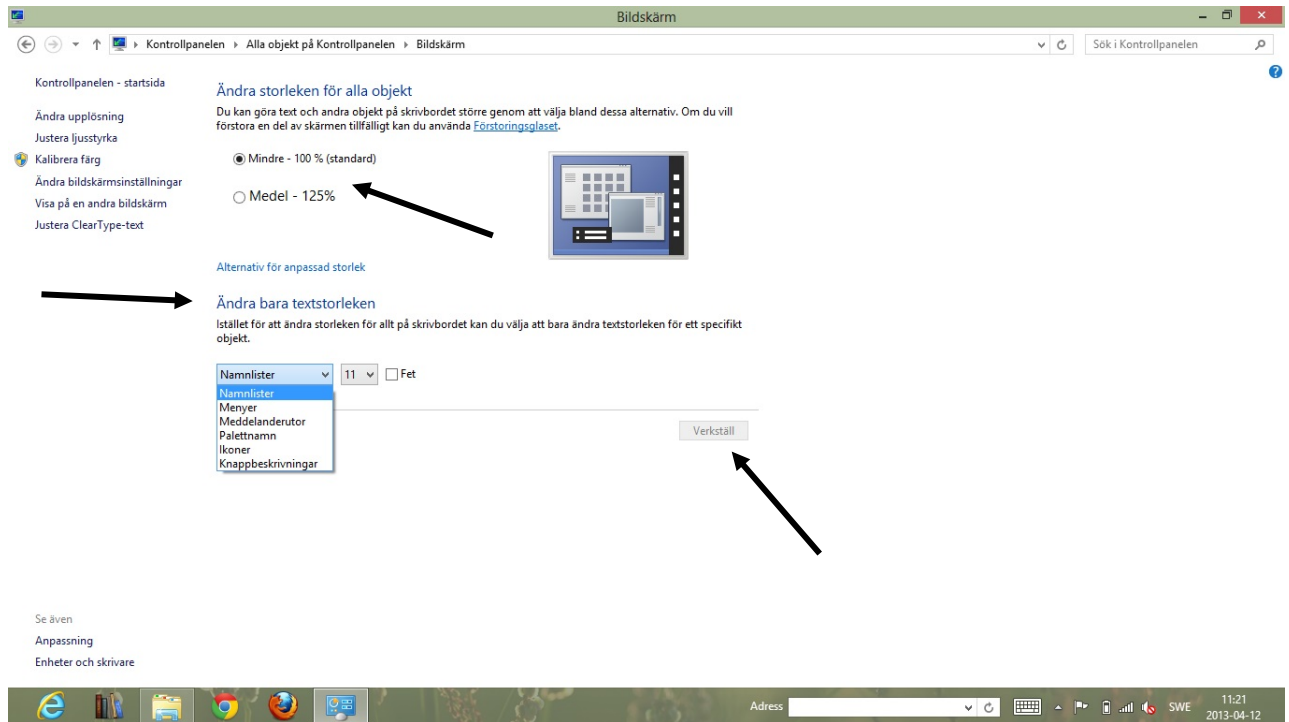 Bildskärm
Kontrollpanelen Alla objekt på Kontrollpanelen Bildskärm
Sök i Kontrollpanelen
Kontrollpanelen - startsida
Ändra upplösning
Justera ljusstyrka
Kalibrera färg
Ändra bildskärmsinställningar
Visa på en andra bildskärm
Justera ClearType-text
Ändra storleken för alla objekt
Du kan göra text och andra objekt på skrivbordet större genom att välja bland dessa alternativ. Om du vill
förstora en del av skärmen tillfälligt kan du använda Förstoringsglaset.
Mindre - 100 % (standard)
Medel - 125%
Alternativ för anpassad storlek
Ändra bara textstorleken
Istället för att ändra storleken för allt på skrivbordet kan du välja att bara ändra textstorleken för ett specifikt
objekt.
Namnlister 11 Fet
Namnlister
Menyer
Meddelanderutor
Palettnamn
Ikoner
Knappbeskrivningar
Verkställ
Se även
Anpassning
Enheter och skrivare
Adress
SWE
11:21
2013-04-12